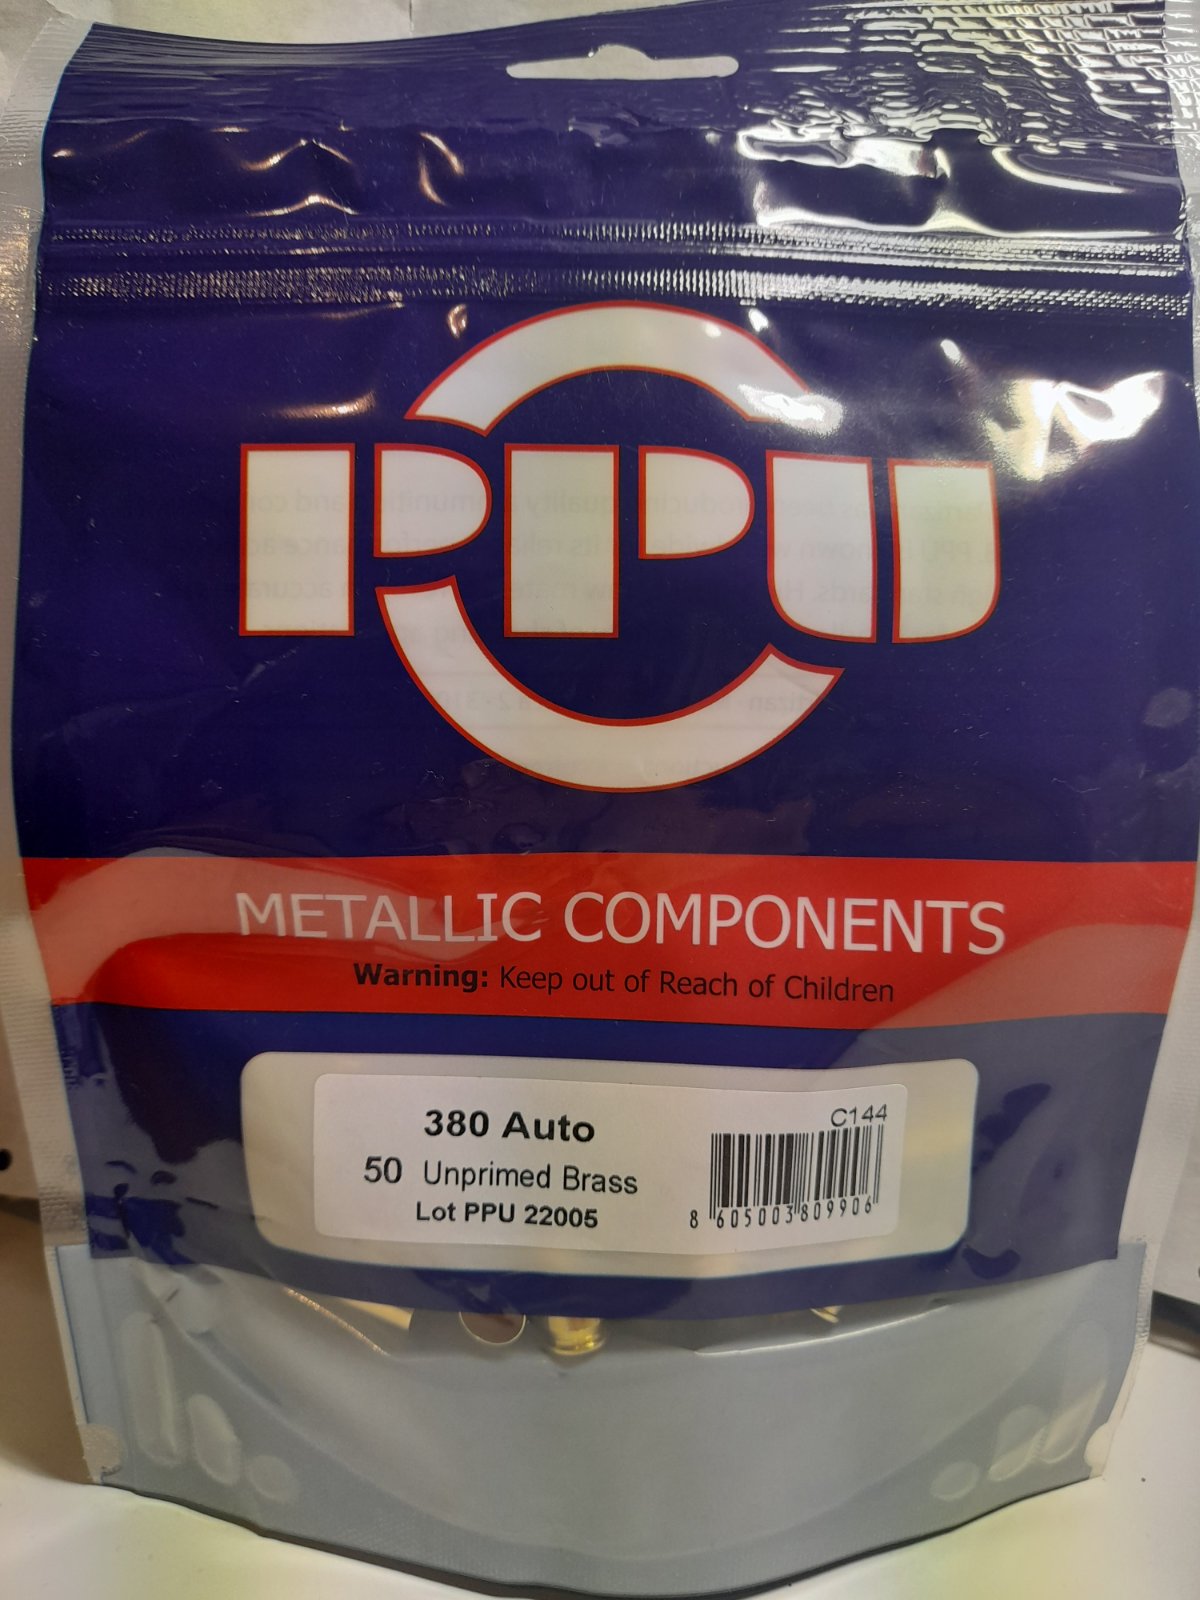 PPU
METALLIC COMPONENTS
Warning: Keep out of Reach of Children
380 Auto
C144
50 Unprimed Brass
Lot PPU 22005
8 605003 809906